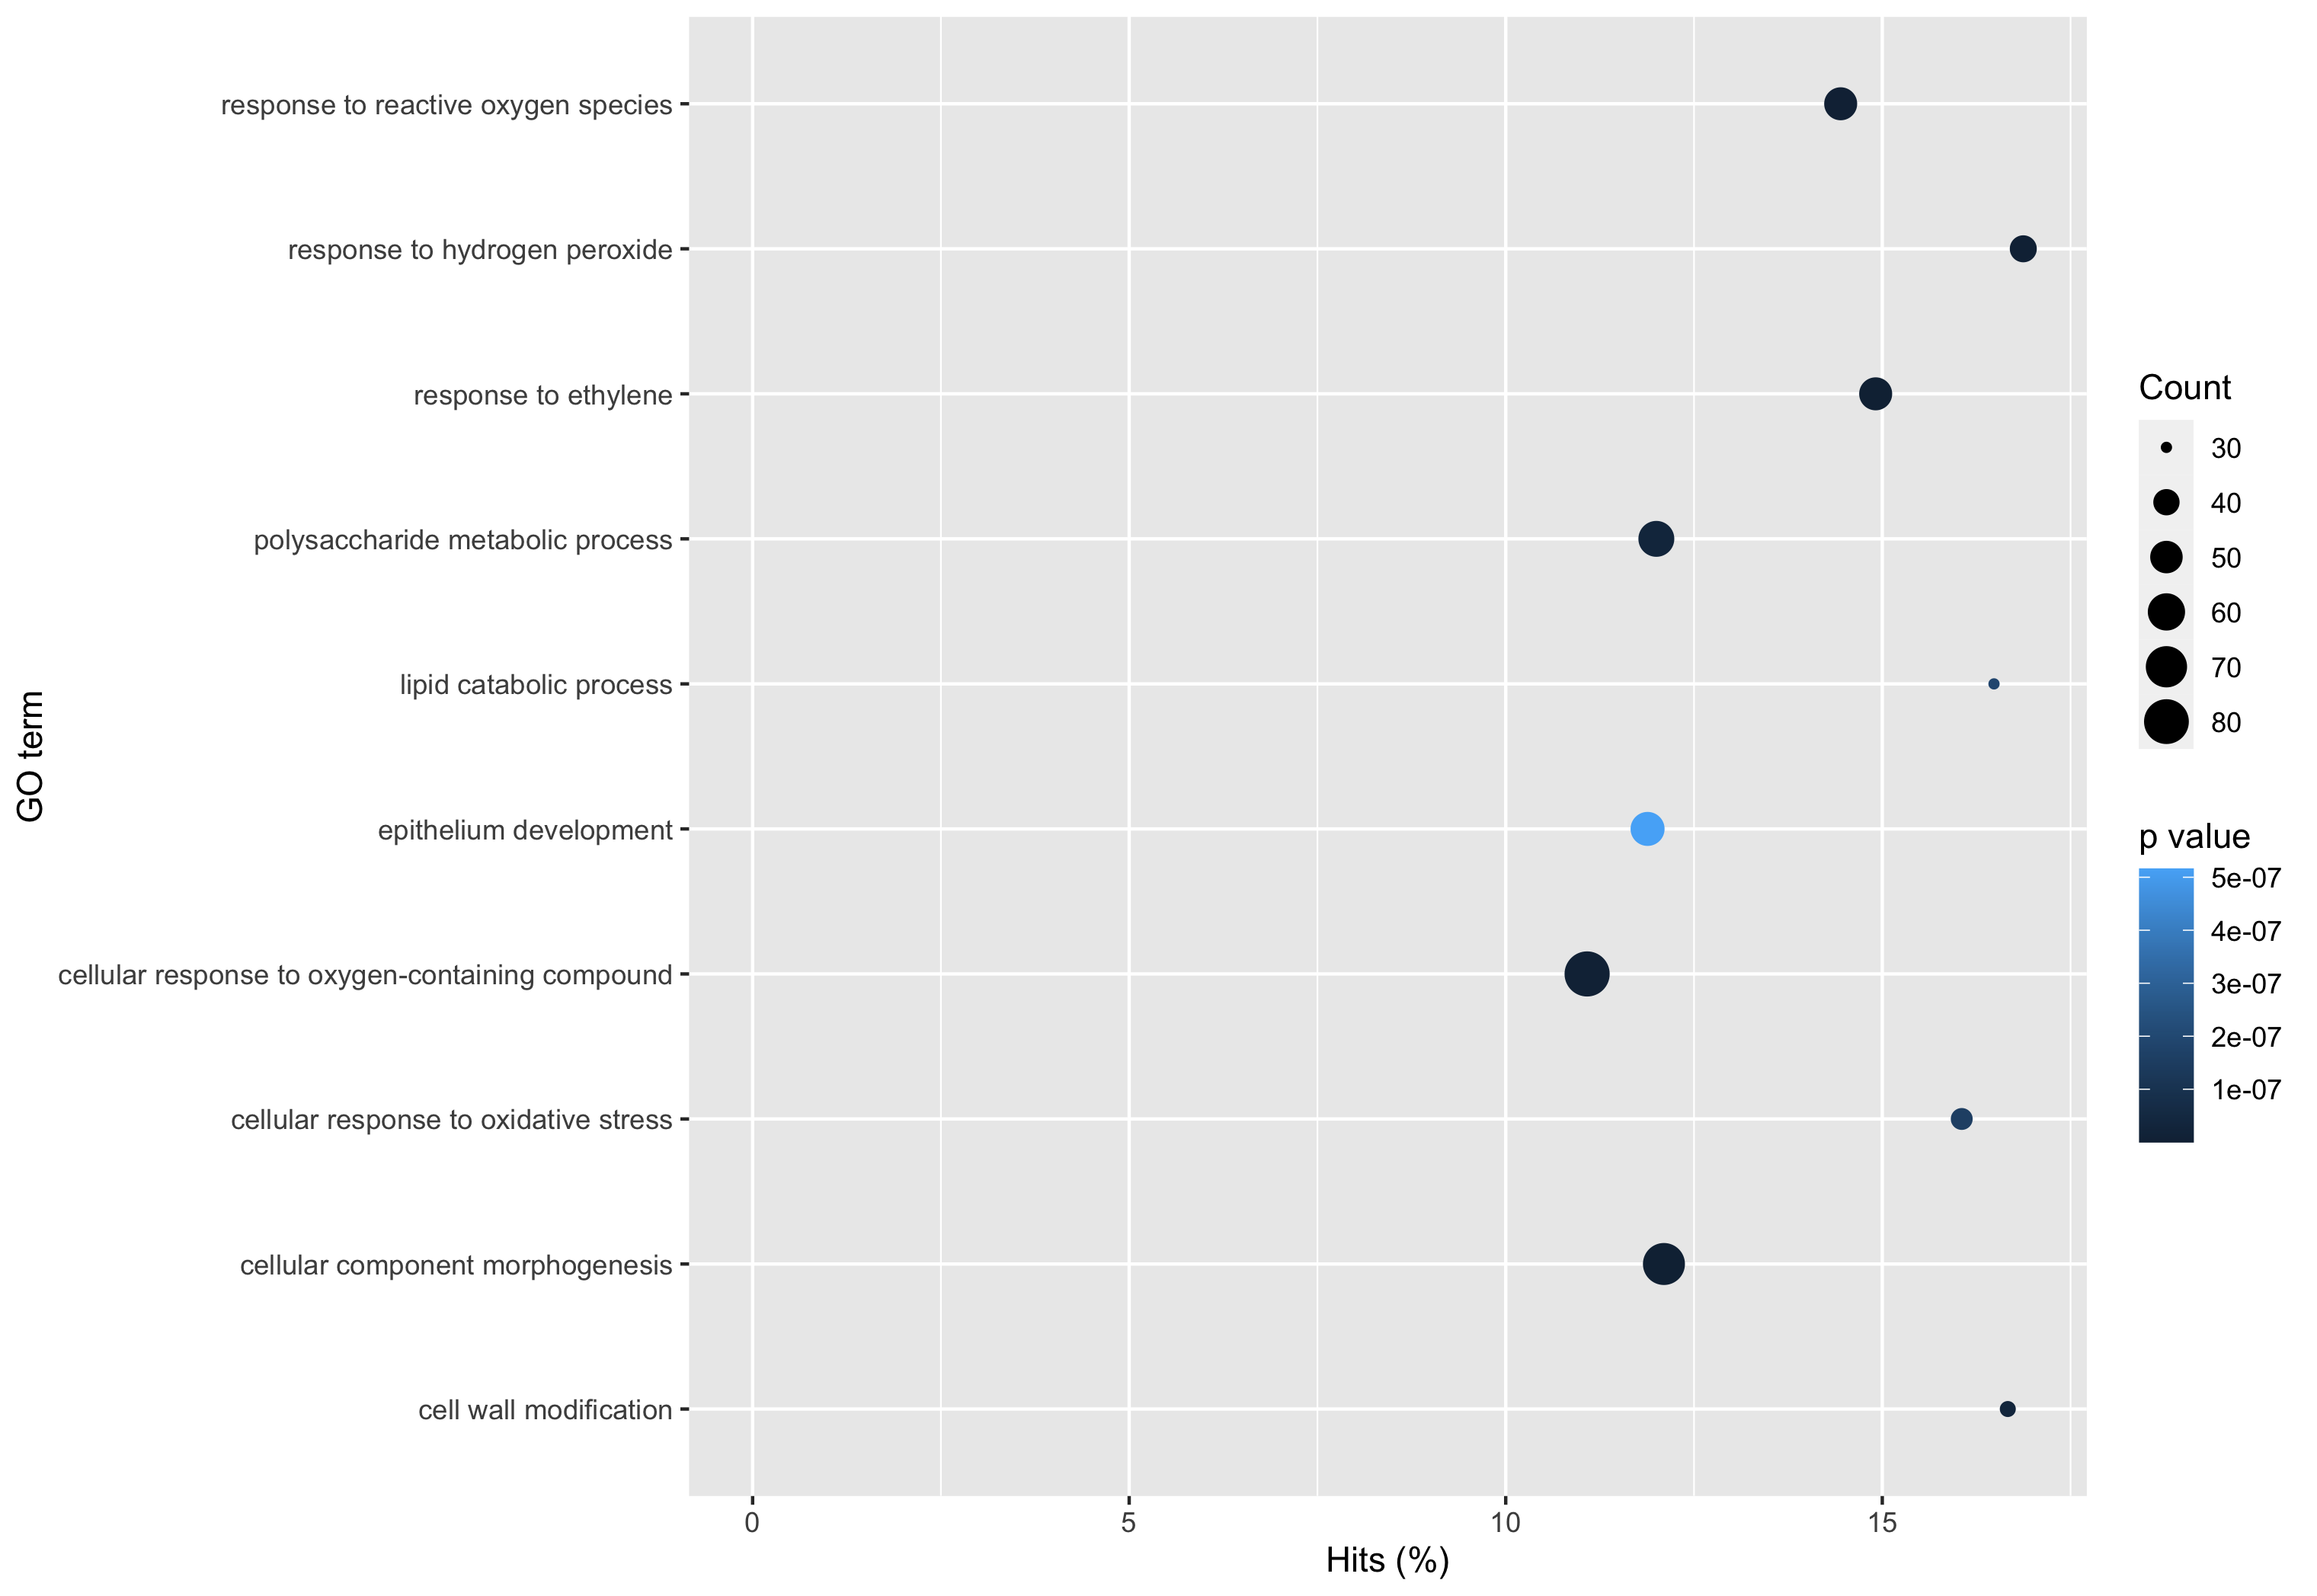 response to reactive oxygen species
response to hydrogen peroxide
response to ethylene
polysaccharide metabolic process
lipid catabolic process
epithelium development
cellular response to oxygen-containing compound
cellular response to oxidative stress
cellular component morphogenesis
cell wall modification
GO term
0
5
10
15
Hits (%)
Count
30
40
50
60
70
80
p value
5e-07
4e-07
3e-07
2e-07
1e-07